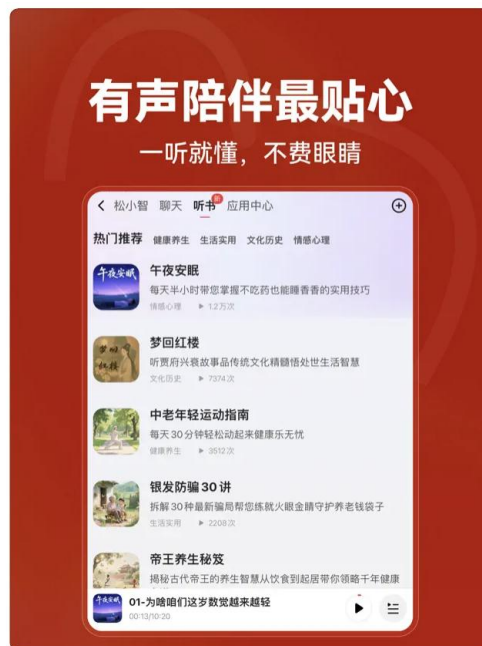 有声陪伴最贴心
一听就懂，不费眼睛
松小智 聊天 听书 应用中心
热门推荐 健康养生 生活实用 文化历史 情感心理
午夜安眠
午夜安眠
每天半小时带您掌握不吃药也能睡香香的实用技巧
情感心理 1.2万次
梦回红楼
梦回红楼
听贾府兴衰故事品传统文化精髓悟处世生活智慧
文化历史 7374次
中老年轻运动指南
每天30分钟轻松动起来健康乐无忧
健康养生 3512次
银发防骗30讲
拆解30种最新骗局帮您练就火眼金睛守护养老钱袋子
生活实用 2208次
帝王养生秘笈
揭秘古代帝王的养生智慧从饮食到起居带你领略千年健康
午夜安眠
01-为啥咱们这岁数觉越来越轻
00:13/10:20